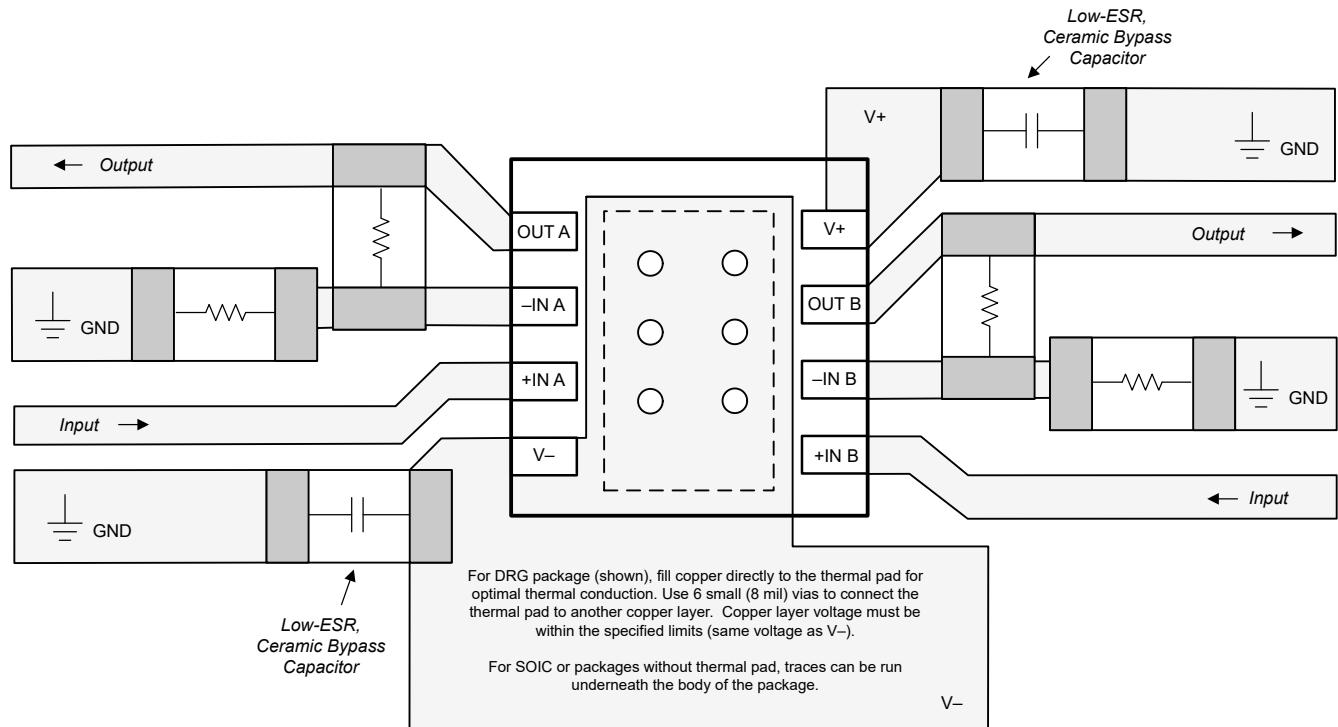 Low-ESR,
Ceramic Bypass
Capacitor
V+
GND
Output
OUT A
V+
Output
–IN A
OUT B
GND
+IN A
–IN B
GND
Input
V–
+IN B
Input
GND
For DRG package (shown), fill copper directly to the thermal pad for
optimal thermal conduction. Use 6 small (8 mil) vias to connect the
thermal pad to another copper layer. Copper layer voltage must be
within the specified limits (same voltage as V–).
For SOIC or packages without thermal pad, traces can be run
underneath the body of the package.
V–
Low-ESR,
Ceramic Bypass
Capacitor